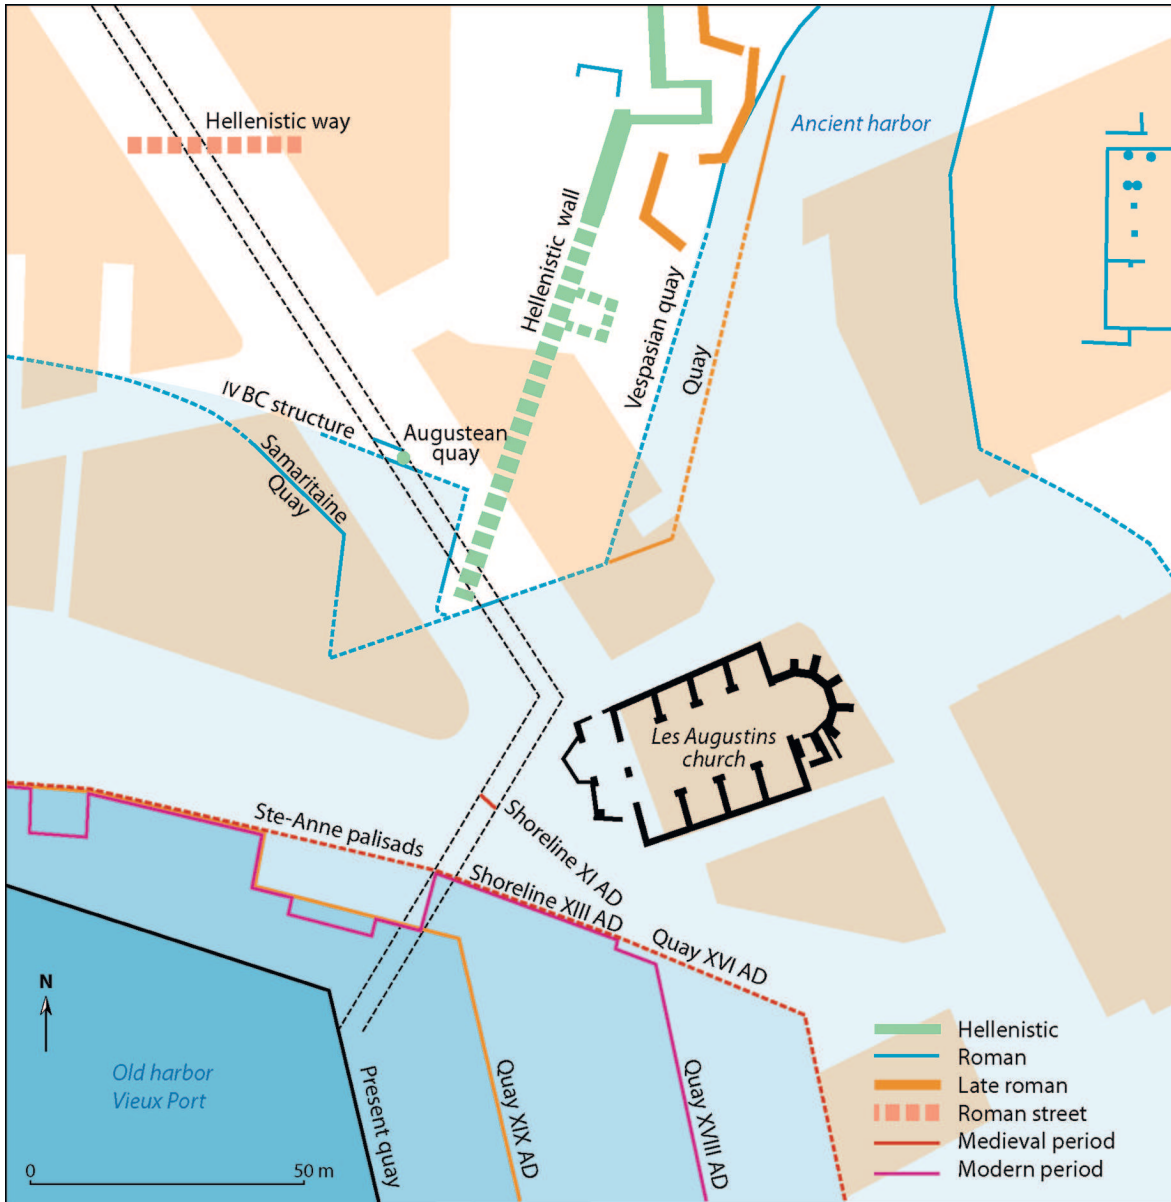 Hellenistic way
Ancient harbor
Hellenistic wall
Vespasian quay
Quay
IV BC structure
Augustean
quay
Samaritaine
Quay
Les Augustins
church
Ste-Anne palisads
Shoreline XI AD
Shoreline XIII AD
Quay XVI AD
N
Old harbor
Vieux Port
Present quay
Quay XIX AD
Quay XVIII AD
0
50 m
Hellenistic
Roman
Late roman
Roman street
Medieval period
Modern period